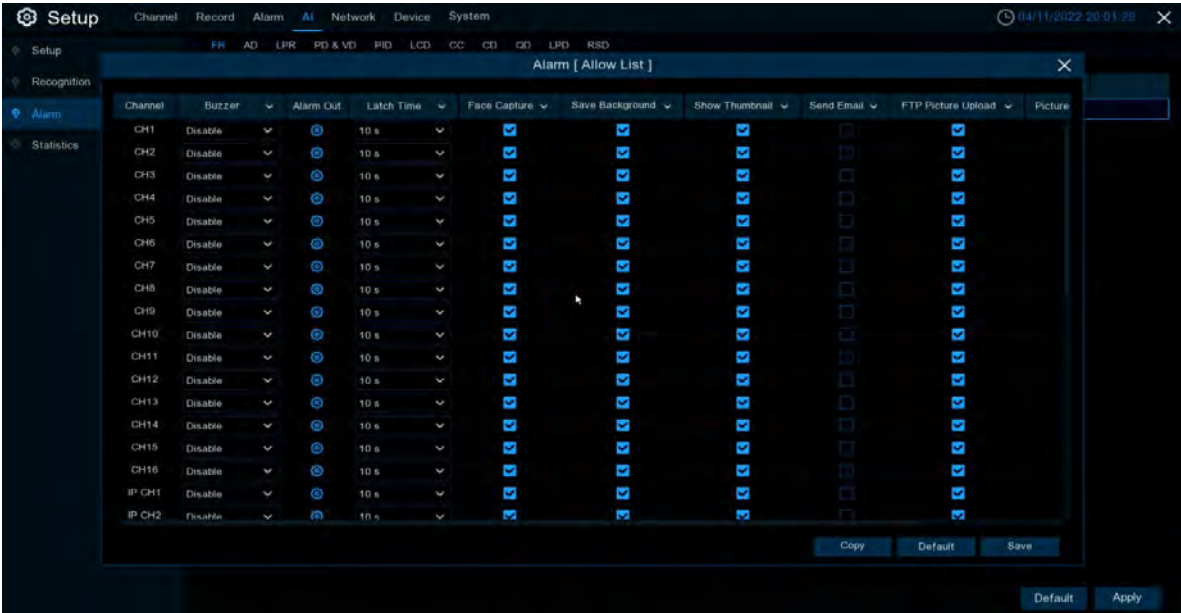 Setup Channel Record Alarm AI Network Device System 04/11/2022 20:01:29
Setup FR AD LPR PD & VD PID LCD CC CD QD LPD RSD
Alarm [ Allow List ]
Recognition
Channel Buzzer Alarm Out Latch Time Face Capture Save Background Show Thumbnail Send Email FTP Picture Upload Picture
Alarm
CH1 Disable 10 s
Statistics
CH2 Disable 10 s
CH3 Disable 10 s
CH4 Disable 10 s
CH5 Disable 10 s
CH6 Disable 10 s
CH7 Disable 10 s
CH8 Disable 10 s
CH9 Disable 10 s
CH10 Disable 10 s
CH11 Disable 10 s
CH12 Disable 10 s
CH13 Disable 10 s
CH14 Disable 10 s
CH15 Disable 10 s
CH16 Disable 10 s
IP CH1 Disable 10 s
IP CH2 Disable 10 s
Copy Default Save
Default Apply